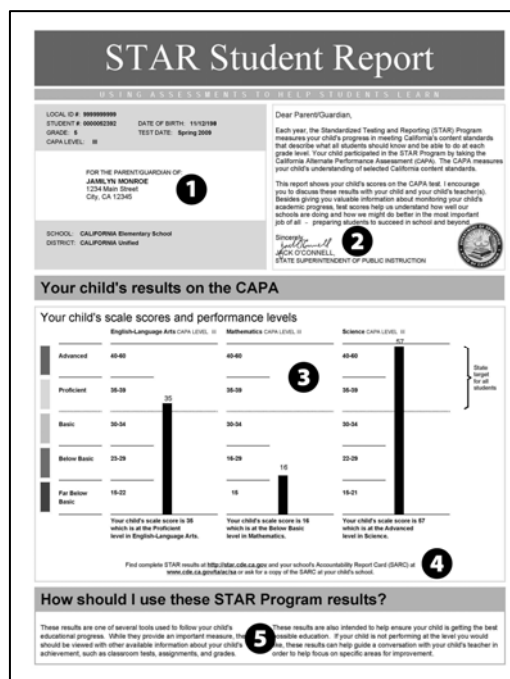 STAR Student Report
USING ASSESSMENTS TO HELP STUDENTS LEARN
LOCAL ID #: 9999999999
STUDENT #: 0000052392 DATE OF BIRTH: 11/12/198
GRADE: 5 TEST DATE: Spring 2009
CAPA LEVEL: III
FOR THE PARENT/GUARDIAN OF:
JAMILYN MONROE
1234 Main Street
City, CA 12345
1
SCHOOL: CALIFORNIA Elementary School
DISTRICT: CALIFORNIA Unified
Dear Parent/Guardian,
Each year, the Standardized Testing and Reporting (STAR) Program
measures your child's progress in meeting California's content standards
that describe what all students should know and be able to do at each
grade level. Your child participated in the STAR Program by taking the
California Alternate Performance Assessment (CAPA). The CAPA measures
your child's understanding of selected California content standards.
This report shows your child's scores on the CAPA test. I encourage
you to discuss these results with your child and your child's teacher(s).
Besides giving you valuable information about monitoring your child's
academic progress, test scores help us understand how well our
schools are doing and how we might do better in the most important
job of all - preparing students to succeed in school and beyond.
Sincerely,
2
JACK O'CONNELL,
STATE SUPERINTENDENT OF PUBLIC INSTRUCTION
Your child's results on the CAPA
Your child's scale scores and performance levels
English-Language Arts CAPA LEVEL III Mathematics CAPA LEVEL III Science CAPA LEVEL III
57
Advanced 40-60 40-60 40-60
State
target
for all
students
3
Proficient 35-39 35-39 35-39
35
Basic 30-34 30-34 30-34
Below Basic 25-29 16-29 22-29
16
Far Below
Basic
15-22 15 15-21
Your child's scale score is 35
which is at the Proficient
level in English-Language Arts.
Your child's scale score is 16
which is at the Below Basic
level in Mathematics.
Your child's scale score is 57
which is at the Advanced
level in Science.
Find complete STAR results at http://star.cde.ca.gov and your school's Accountability Report Card (SARC) at
www.cde.ca.gov/ta/ac/sa or ask for a copy of the SARC at your child's school.
4
How should I use these STAR Program results?
These results are one of several tools used to follow your child's
educational progress. While they provide an important measure, the
should be viewed with other available information about your child's
achievement, such as classroom tests, assignments, and grades.
5
These results are also intended to help ensure your child is getting the best
possible education. If your child is not performing at the level you would
like, these results can help guide a conversation with your child's teacher in
order to help focus on specific areas for improvement.